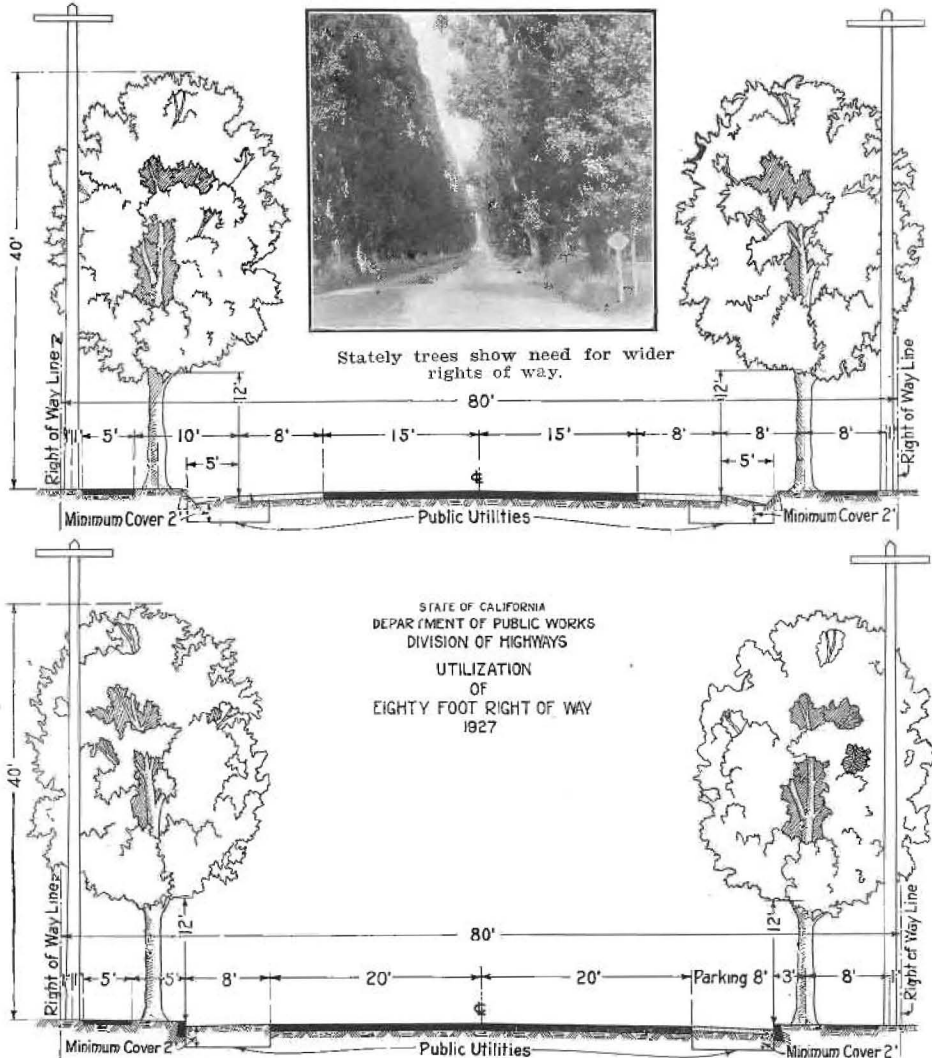 40'
Right of Way Line
Stately trees show need for wider
rights of way.
Right of Way Line
12'
12'
80'
1' 1' 5' 10' 8' 15' 15' 8' 8' 8' 1'
5' 5'
℄
Minimum Cover 2'
Public Utilities
Minimum Cover 2'
STATE OF CALIFORNIA
DEPARTMENT OF PUBLIC WORKS
DIVISION OF HIGHWAYS
UTILIZATION
OF
EIGHTY FOOT RIGHT OF WAY
1927
40'
Right of Way Line
Right of Way Line
12'
12'
80'
1' 1' 5' 5' 8' 20' 20' Parking 8' 3' 8' 1'
℄
Minimum Cover 2'
Public Utilities
Minimum Cover 2'